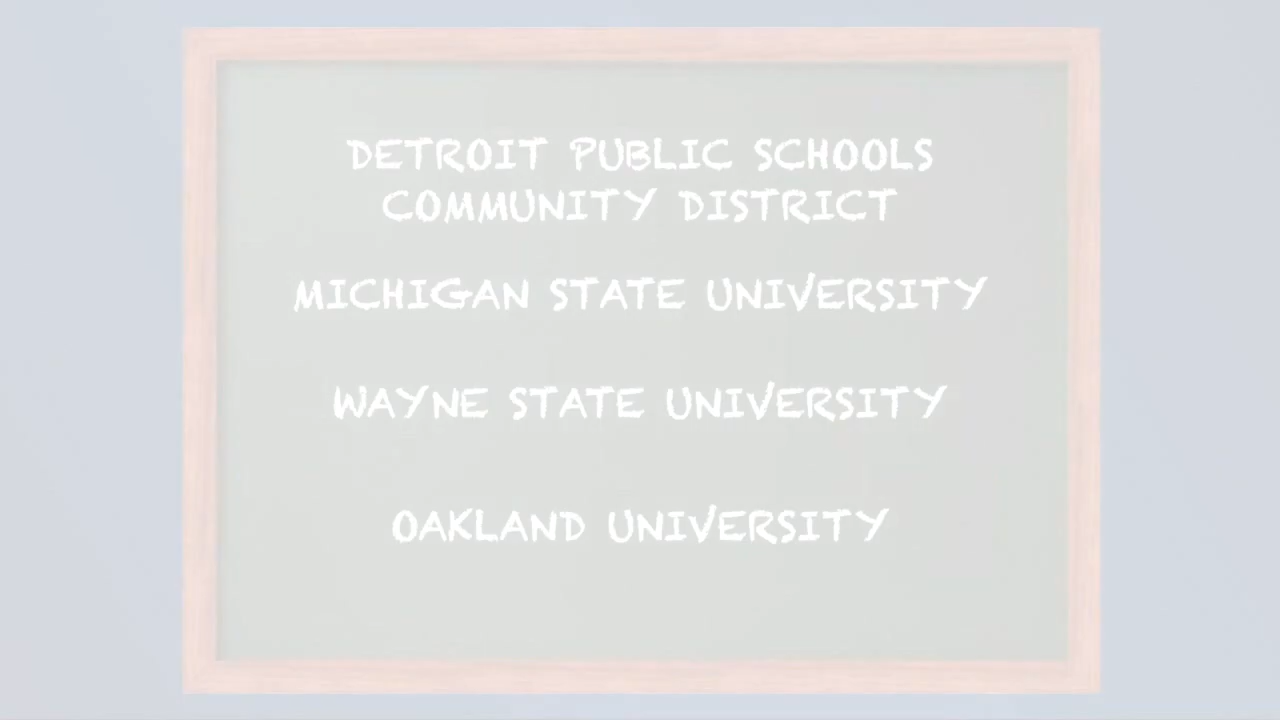 DETROIT PUBLIC SCHOOLS
COMMUNITY DISTRICT
MICHIGAN STATE UNIVERSITY
WAYNE STATE UNIVERSITY
OAKLAND UNIVERSITY